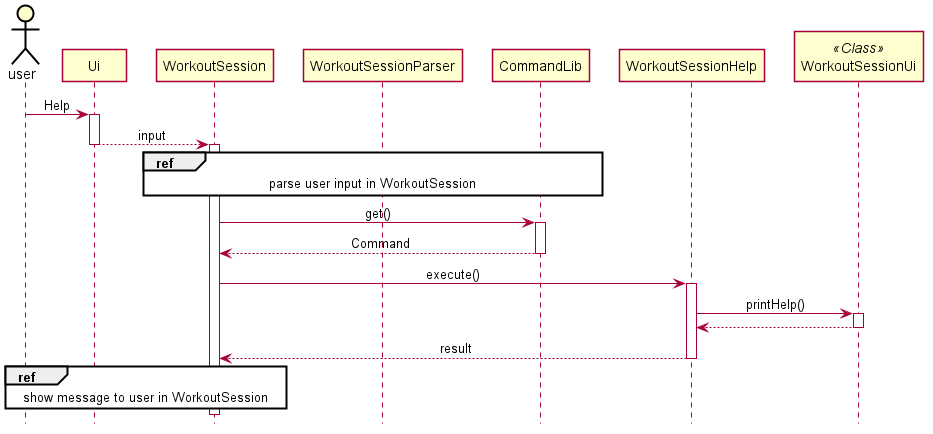 user
Ui
WorkoutSession
WorkoutSessionParser
CommandLib
WorkoutSessionHelp
«Class»
WorkoutSessionUi
Help
input
ref
parse user input in WorkoutSession
get()
Command
execute()
printHelp()
result
ref
show message to user in WorkoutSession